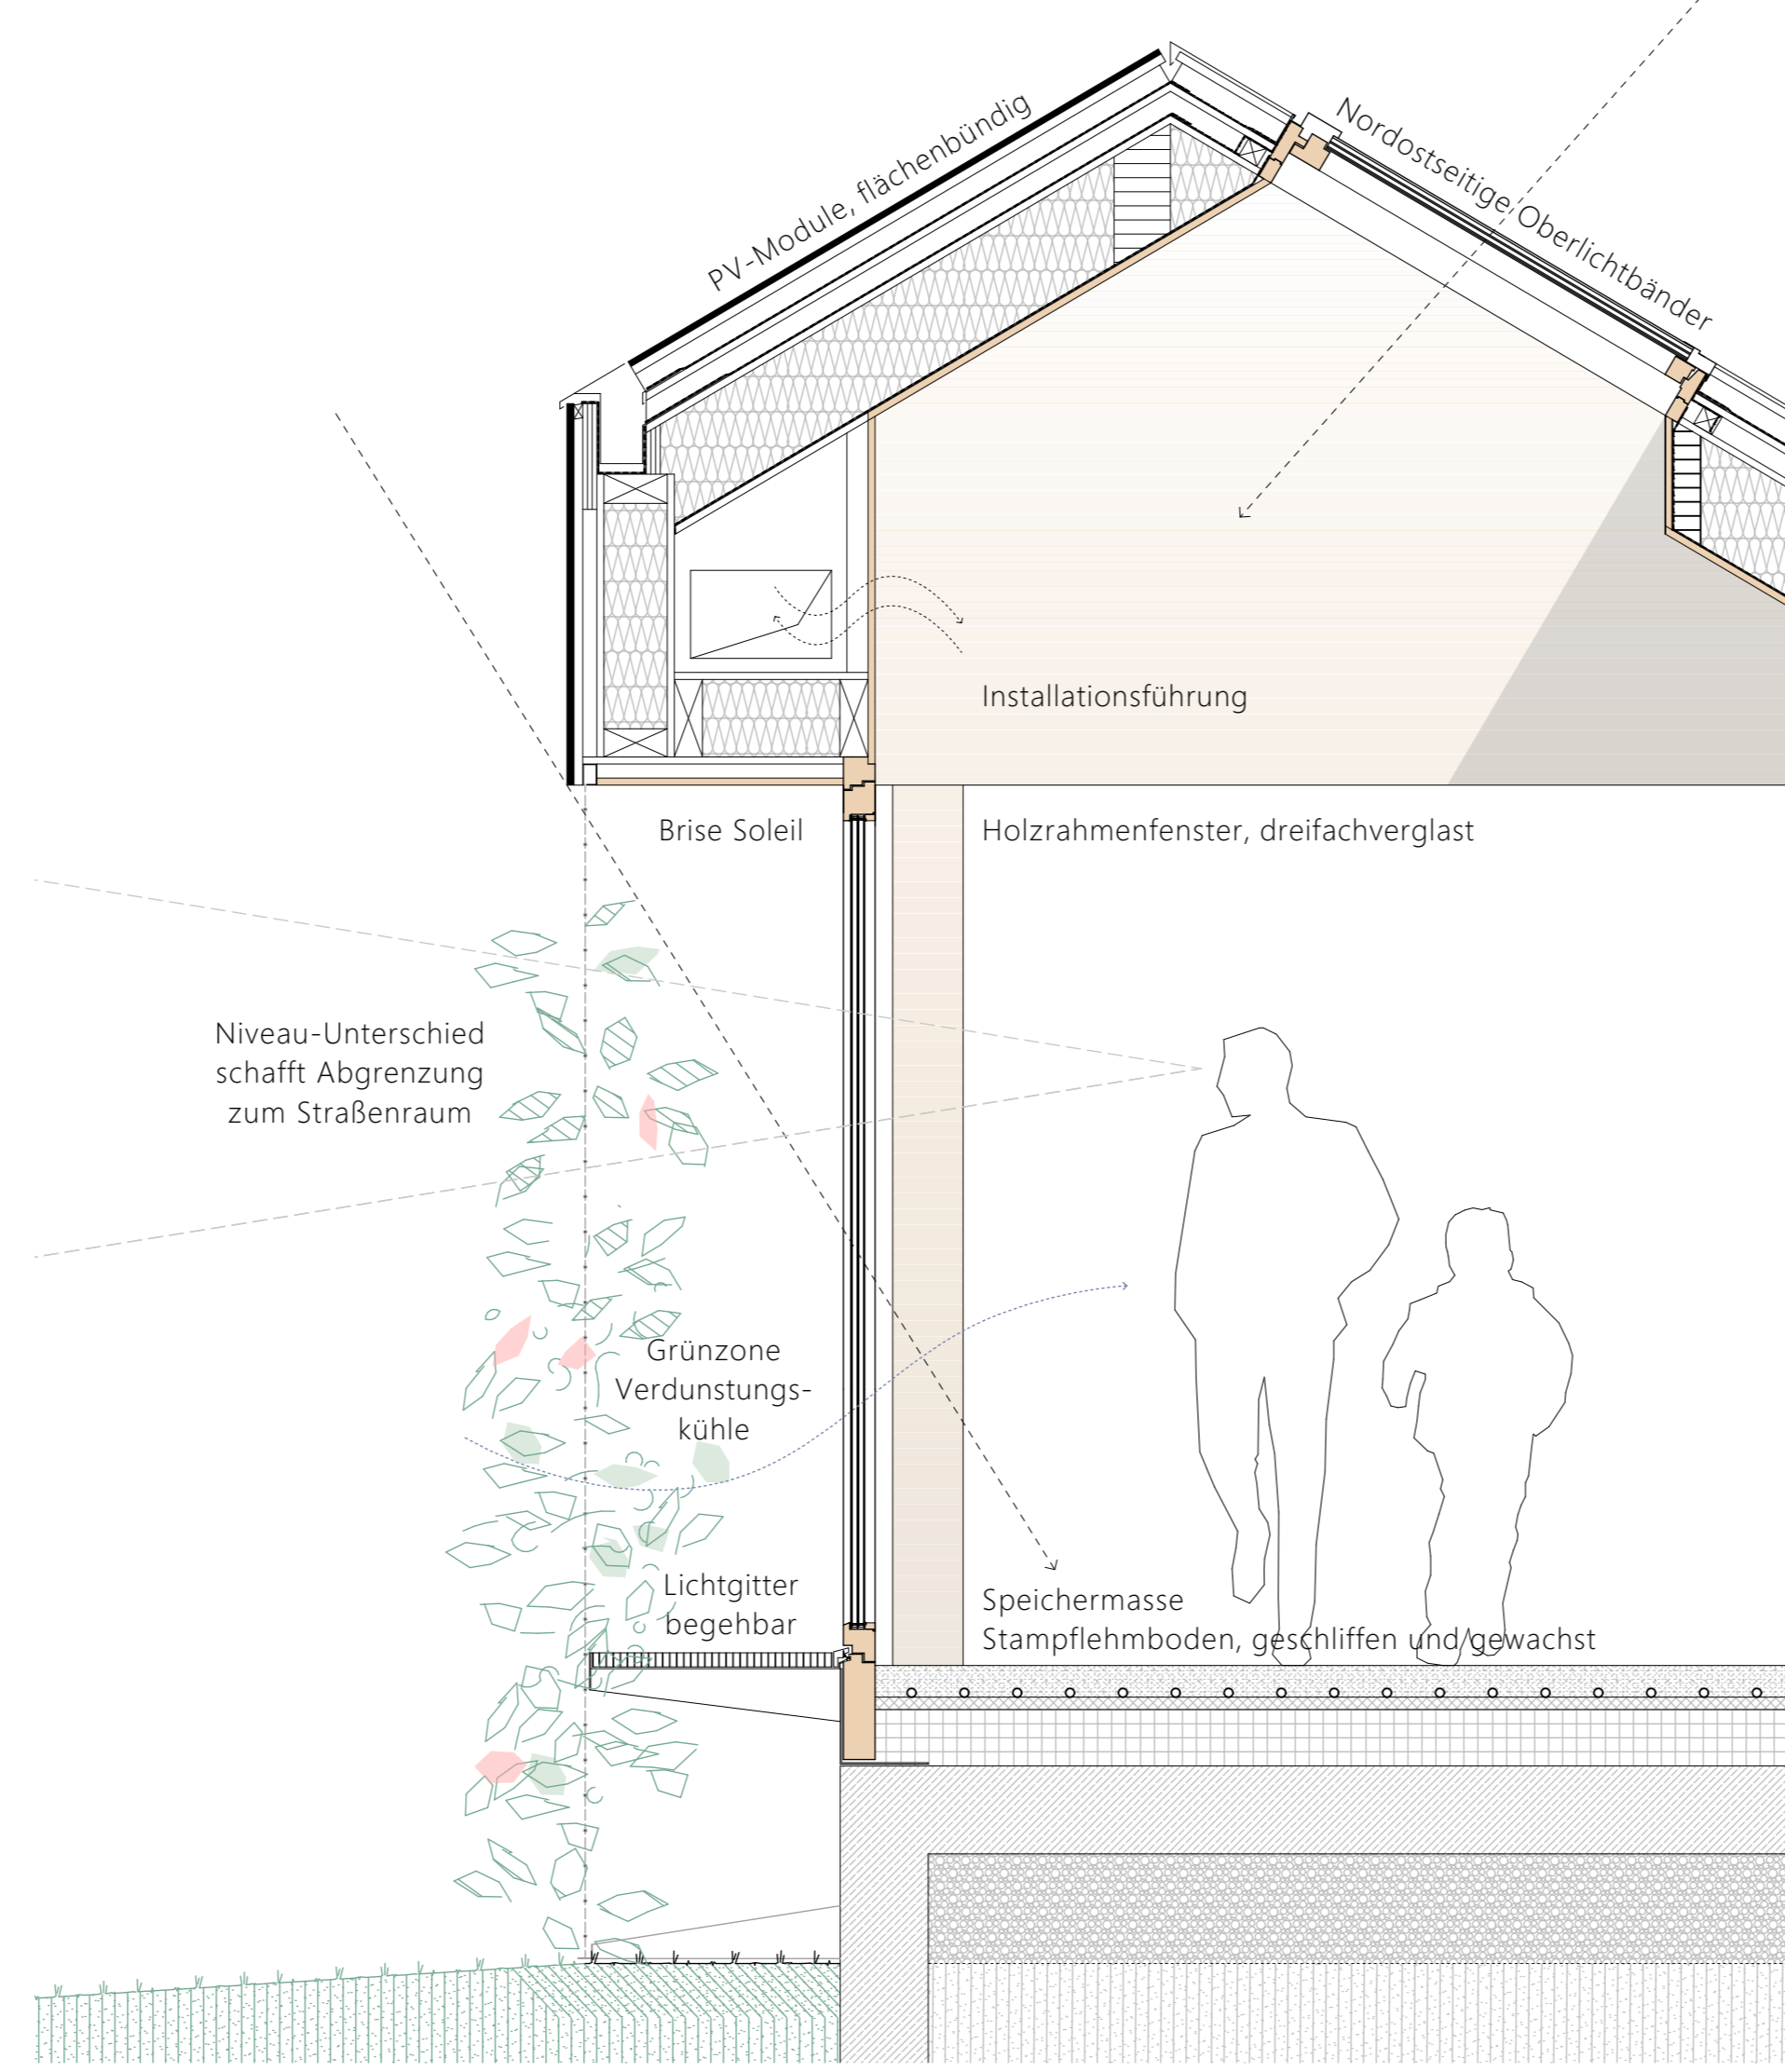 PV-Module, flächenbündig
Nordostseitige Oberlichtbänder
Installationsführung
Brise Soleil
Holzrahmenfenster, dreifachverglast
Niveau-Unterschied
schafft Abgrenzung
zum Straßenraum
Grünzone
Verdunstungs-
kühle
Lichtgitter
begehbar
Speichermasse
Stampflehmboden, geschliffen und gewachst